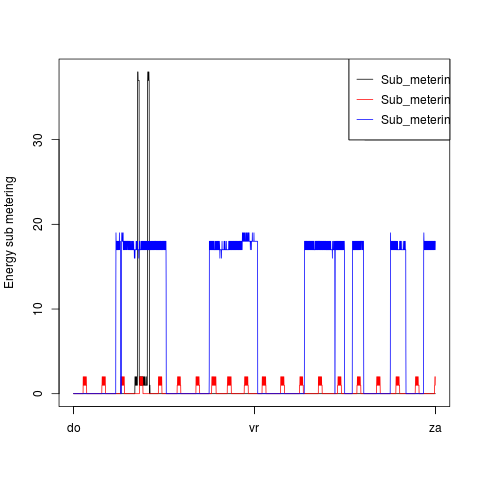 Sub_meterin
Sub_meterin
Sub_meterin
Energy sub metering
30
20
10
0
do vr za